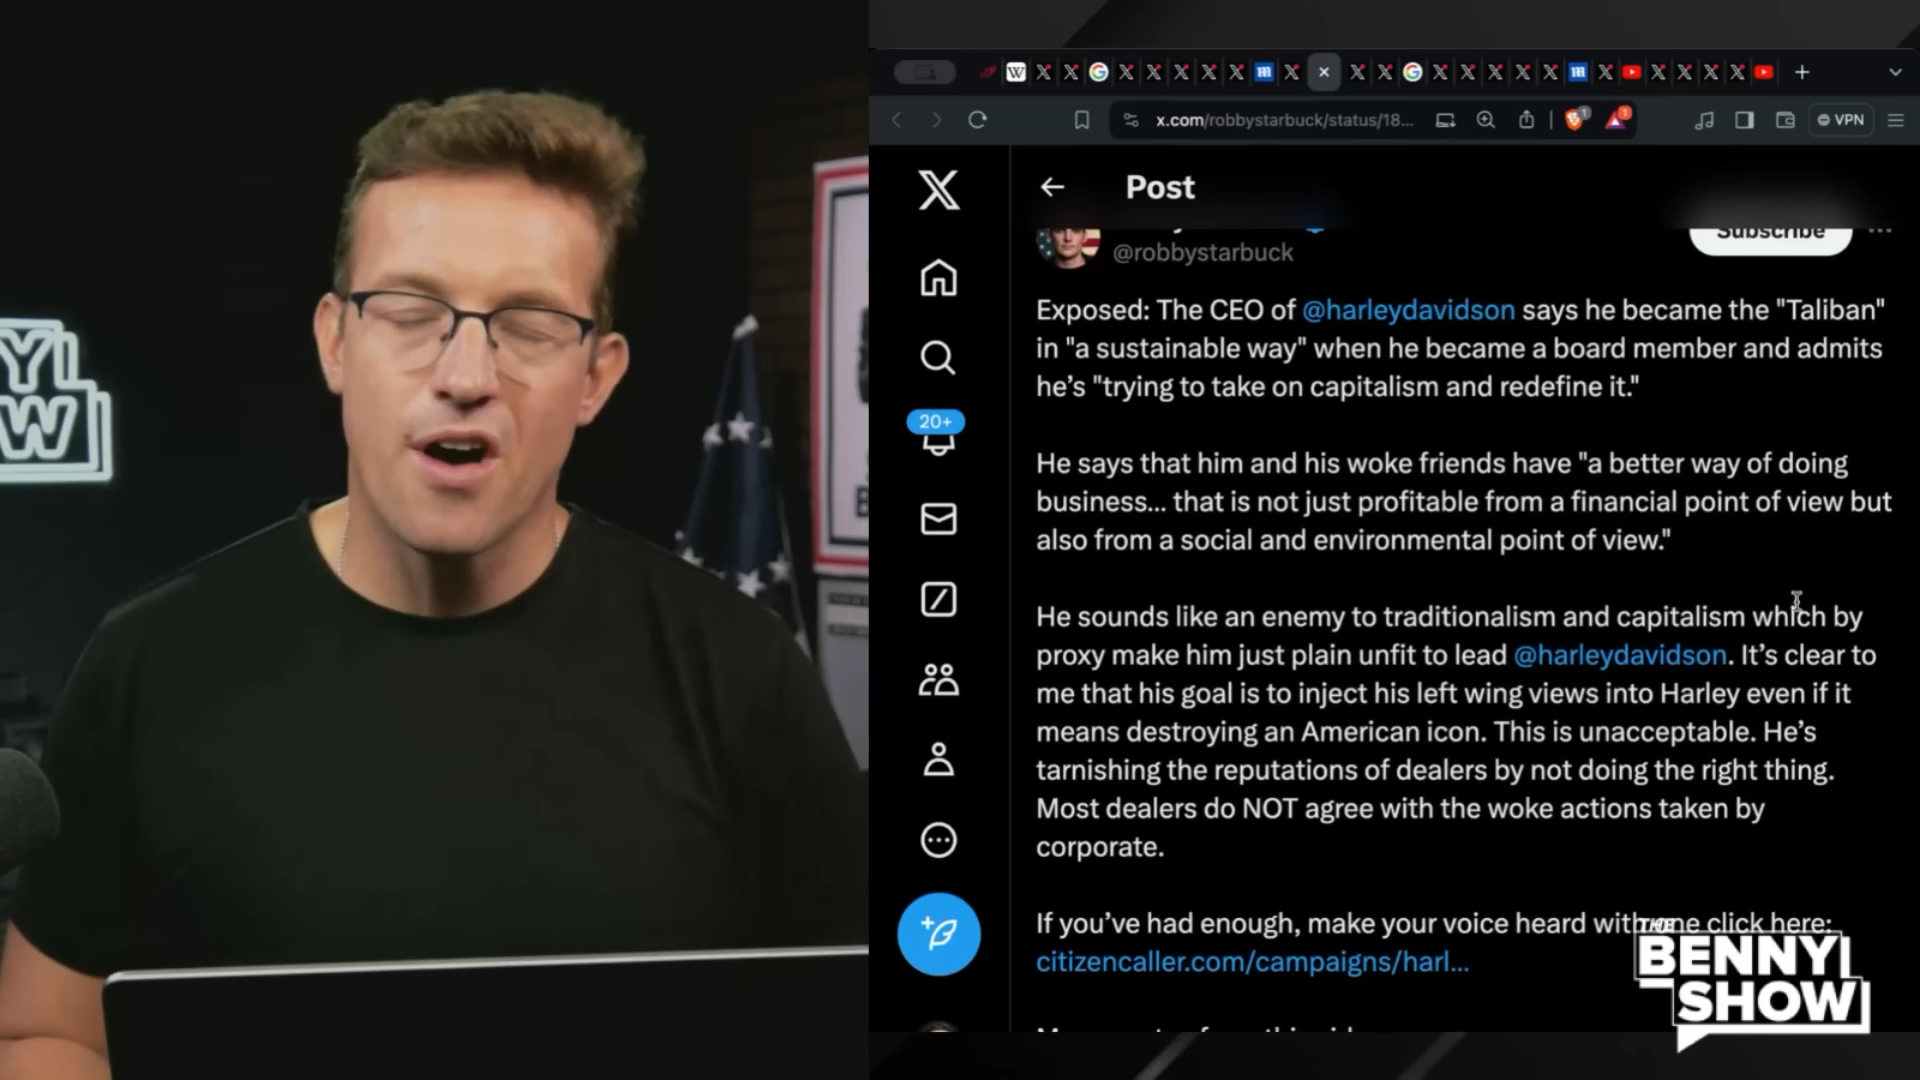 Y
W
x.com/robbystarbuck/status/18...
VPN
Post
@robbystarbuck
Subscribe
20+
Exposed: The CEO of @harleydavidson says he became the "Taliban"
in "a sustainable way" when he became a board member and admits
he’s "trying to take on capitalism and redefine it."
He says that him and his woke friends have "a better way of doing
business... that is not just profitable from a financial point of view but
also from a social and environmental point of view."
He sounds like an enemy to traditionalism and capitalism which by
proxy make him just plain unfit to lead @harleydavidson. It’s clear to
me that his goal is to inject his left wing views into Harley even if it
means destroying an American icon. This is unacceptable. He’s
tarnishing the reputations of dealers by not doing the right thing.
Most dealers do NOT agree with the woke actions taken by
corporate.
If you’ve had enough, make your voice heard with one click here:
citizencaller.com/campaigns/harl...
THE
BENNY
SHOW